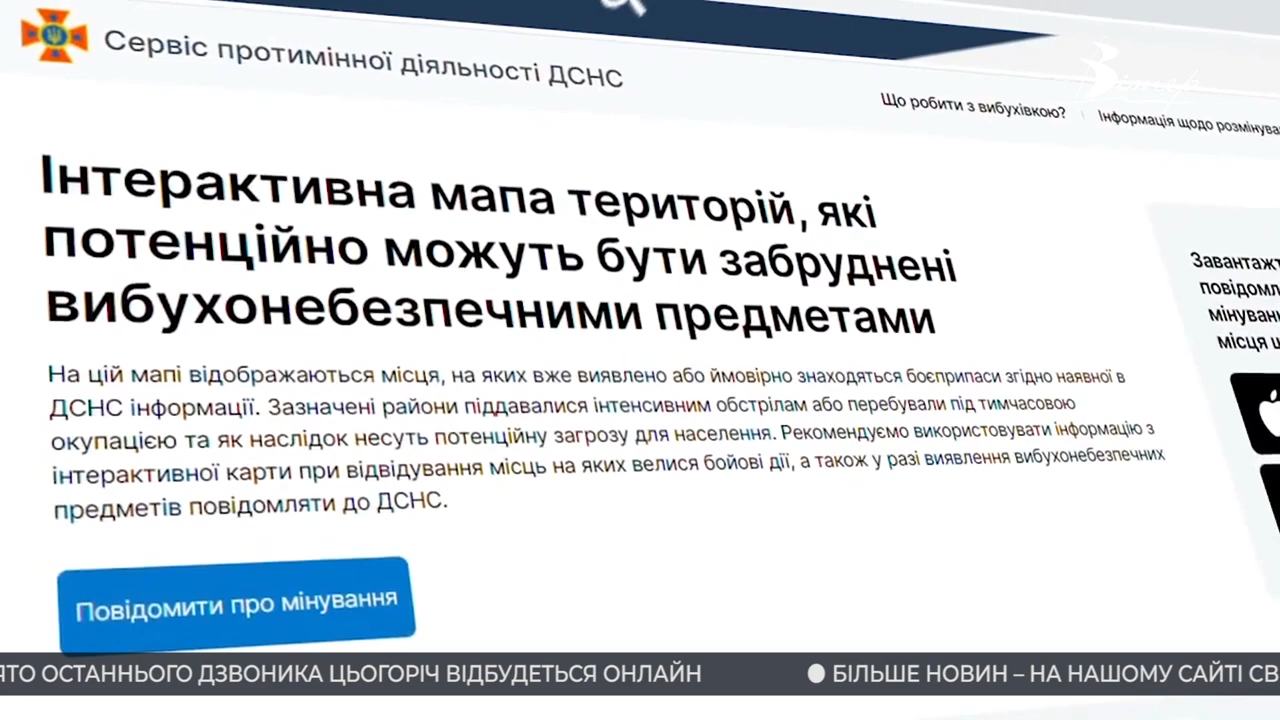 Сервіс протимінної діяльності ДСНС
Вітер
Що робити з вибухівкою?
Інформація щодо
Інтерактивна мапа територій, які
потенційно можуть бути забруднені
вибухонебезпечними предметами
На цій мапі відображаються місця, на яких вже виявлено або ймовірно знаходяться боєприпаси згідно наявної в
ДСНС інформації. Зазначені райони піддавалися інтенсивним обстрілам або перебували під тимчасовою
окупацією та як наслідок несуть потенційну загрозу для населення. Рекомендуємо використовувати інформацію з
інтерактивної карти при відвідування місць на яких велися бойові дії, а також у разі виявлення вибухонебезпечних
предметів повідомляти до ДСНС.
місця
Повідомити про мінування
ОСТАННЬОГО ДЗВОНИКА ЦЬОГОРІЧ ВІДБУДЕТЬСЯ ОНЛАЙН
● БІЛЬШЕ НОВИН – НА НАШОМУ САЙТІ